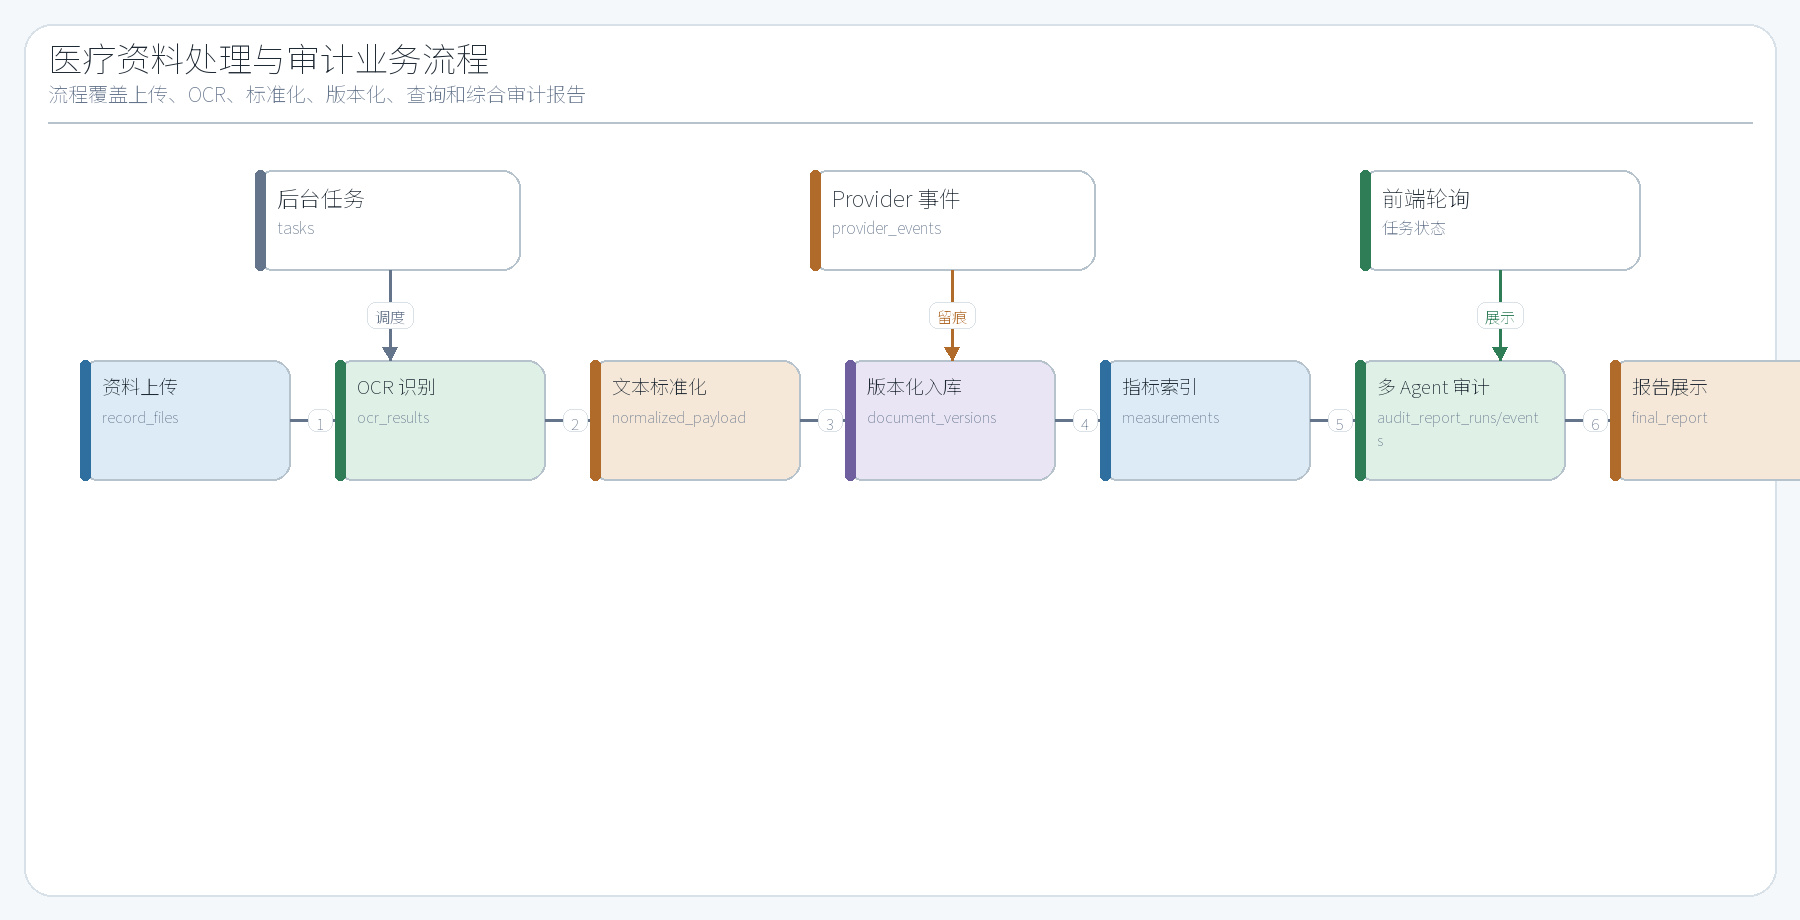 医疗资料处理与审计业务流程
流程覆盖上传、OCR、标准化、版本化、查询和综合审计报告
后台任务
tasks
Provider 事件
provider_events
前端轮询
任务状态
调度
留痕
展示
资料上传
record_files
1
OCR 识别
ocr_results
2
文本标准化
normalized_payload
3
版本化入库
document_versions
4
指标索引
measurements
5
多 Agent 审计
audit_report_runs/event
s
6
报告展示
final_report